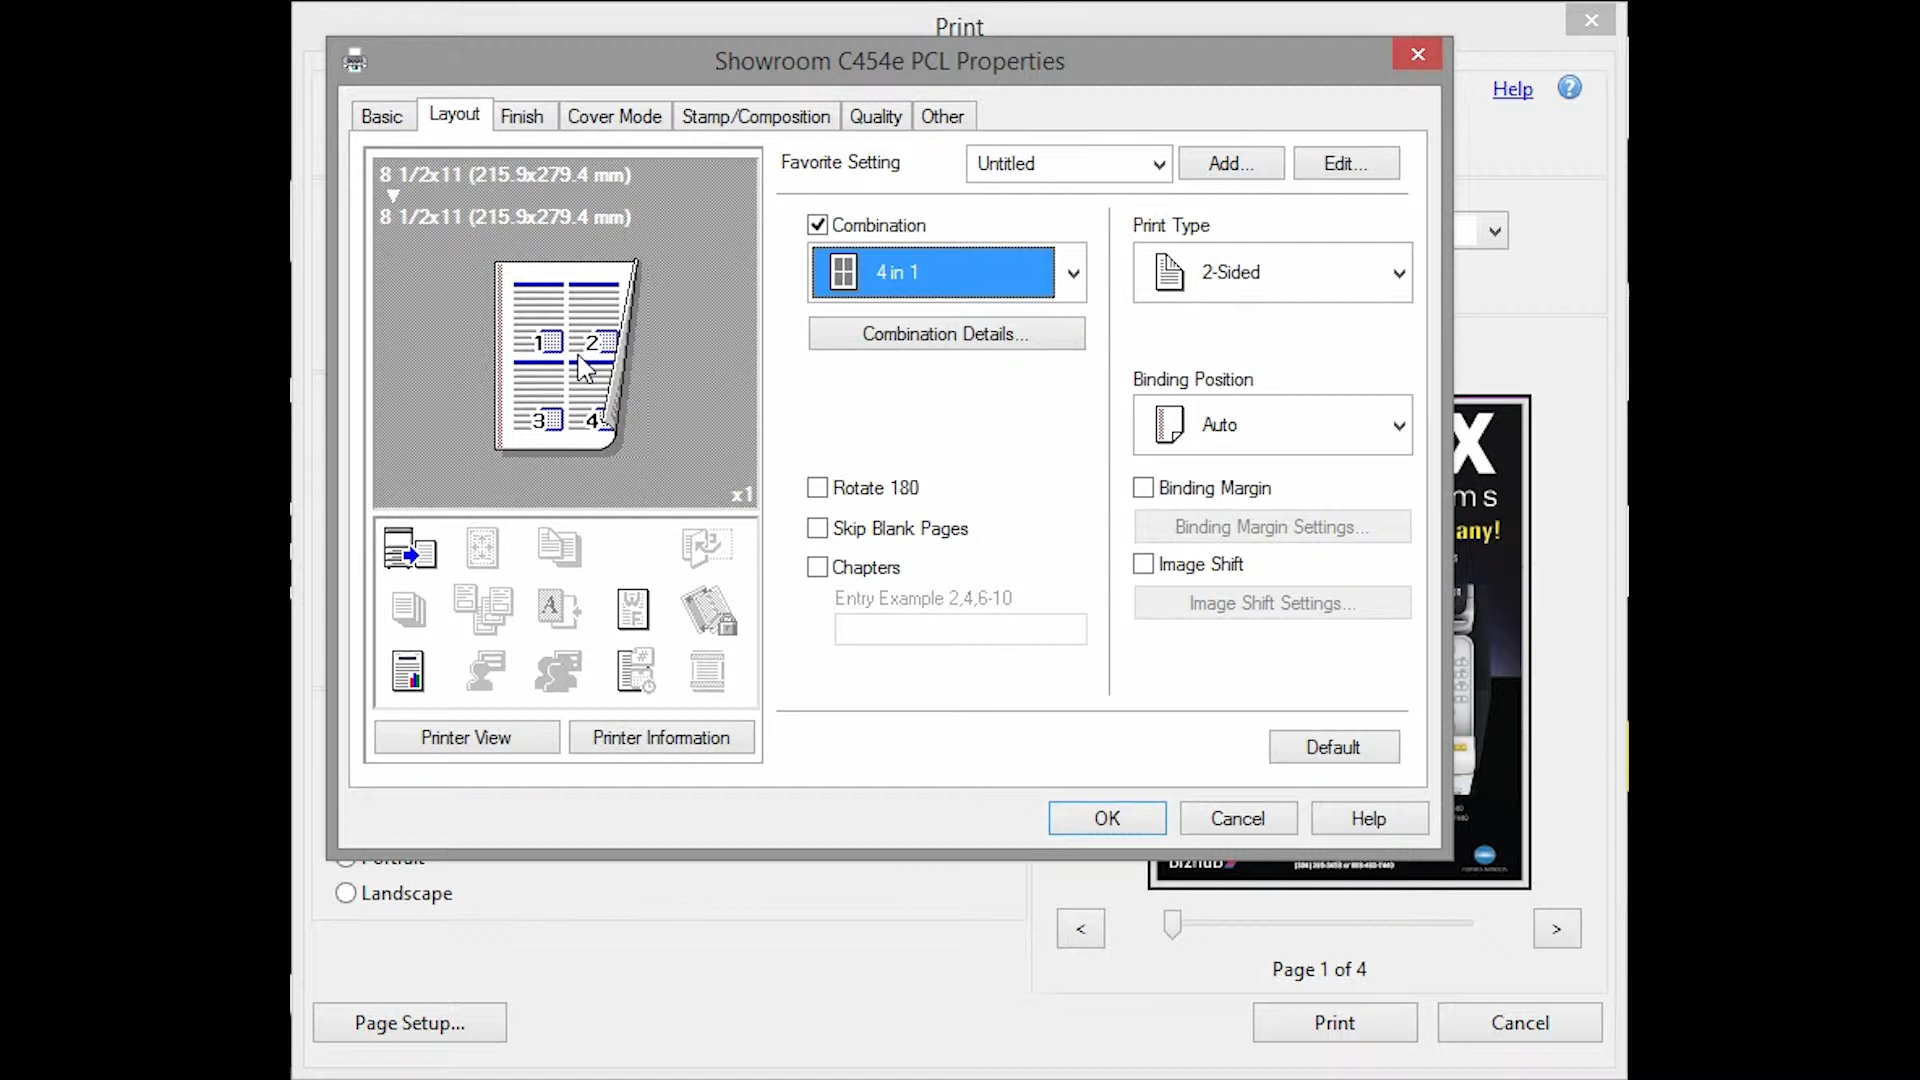 Print
Showroom C454e PCL Properties
Help
Basic
Layout
Finish
Cover Mode
Stamp/Composition
Quality
Other
8 1/2x11 (215.9x279.4 mm)
8 1/2x11 (215.9x279.4 mm)
1 2
3 4
x1
Printer View
Printer Information
Favorite Setting
Untitled
Add...
Edit...
Combination
4 in 1
Combination Details...
Rotate 180
Skip Blank Pages
Chapters
Entry Example 2,4,6-10
Print Type
2-Sided
Binding Position
Auto
Binding Margin
Binding Margin Settings...
Image Shift
Image Shift Settings...
Default
OK
Cancel
Help
X
ms
any!
bizhub
Portrait
Landscape
<
>
Page 1 of 4
Page Setup...
Print
Cancel